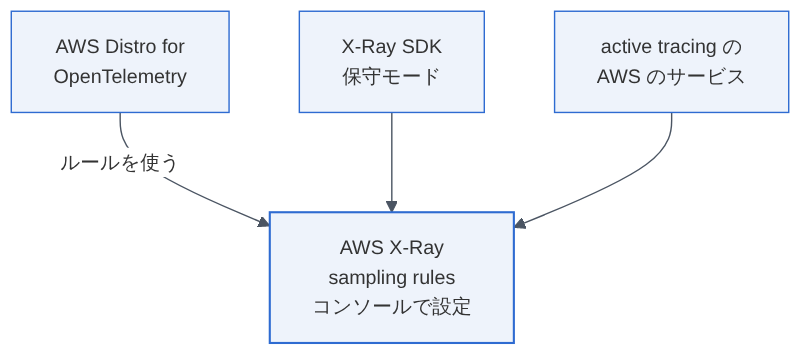 AWS Distro for
OpenTelemetry
X-Ray SDK
保守モード
active tracing の
AWS のサービス
ルールを使う
AWS X-Ray
sampling rules
コンソールで設定